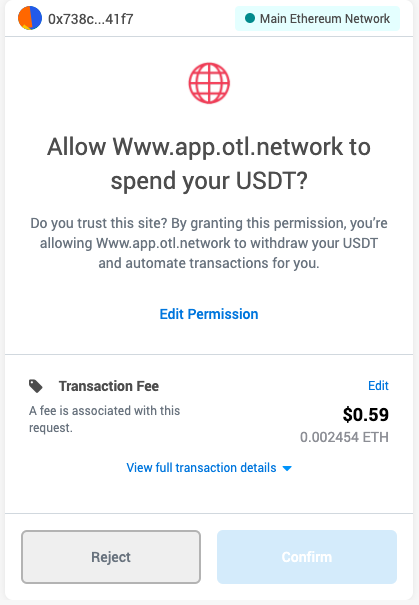 0x738c...41f7
Main Ethereum Network
Allow Www.app.otl.network to
spend your USDT?
Do you trust this site? By granting this permission, you're
allowing Www.app.otl.network to withdraw your USDT
and automate transactions for you.
Edit Permission
Transaction Fee
Edit
A fee is associated with this
request.
$0.59
0.002454 ETH
View full transaction details
Reject
Confirm